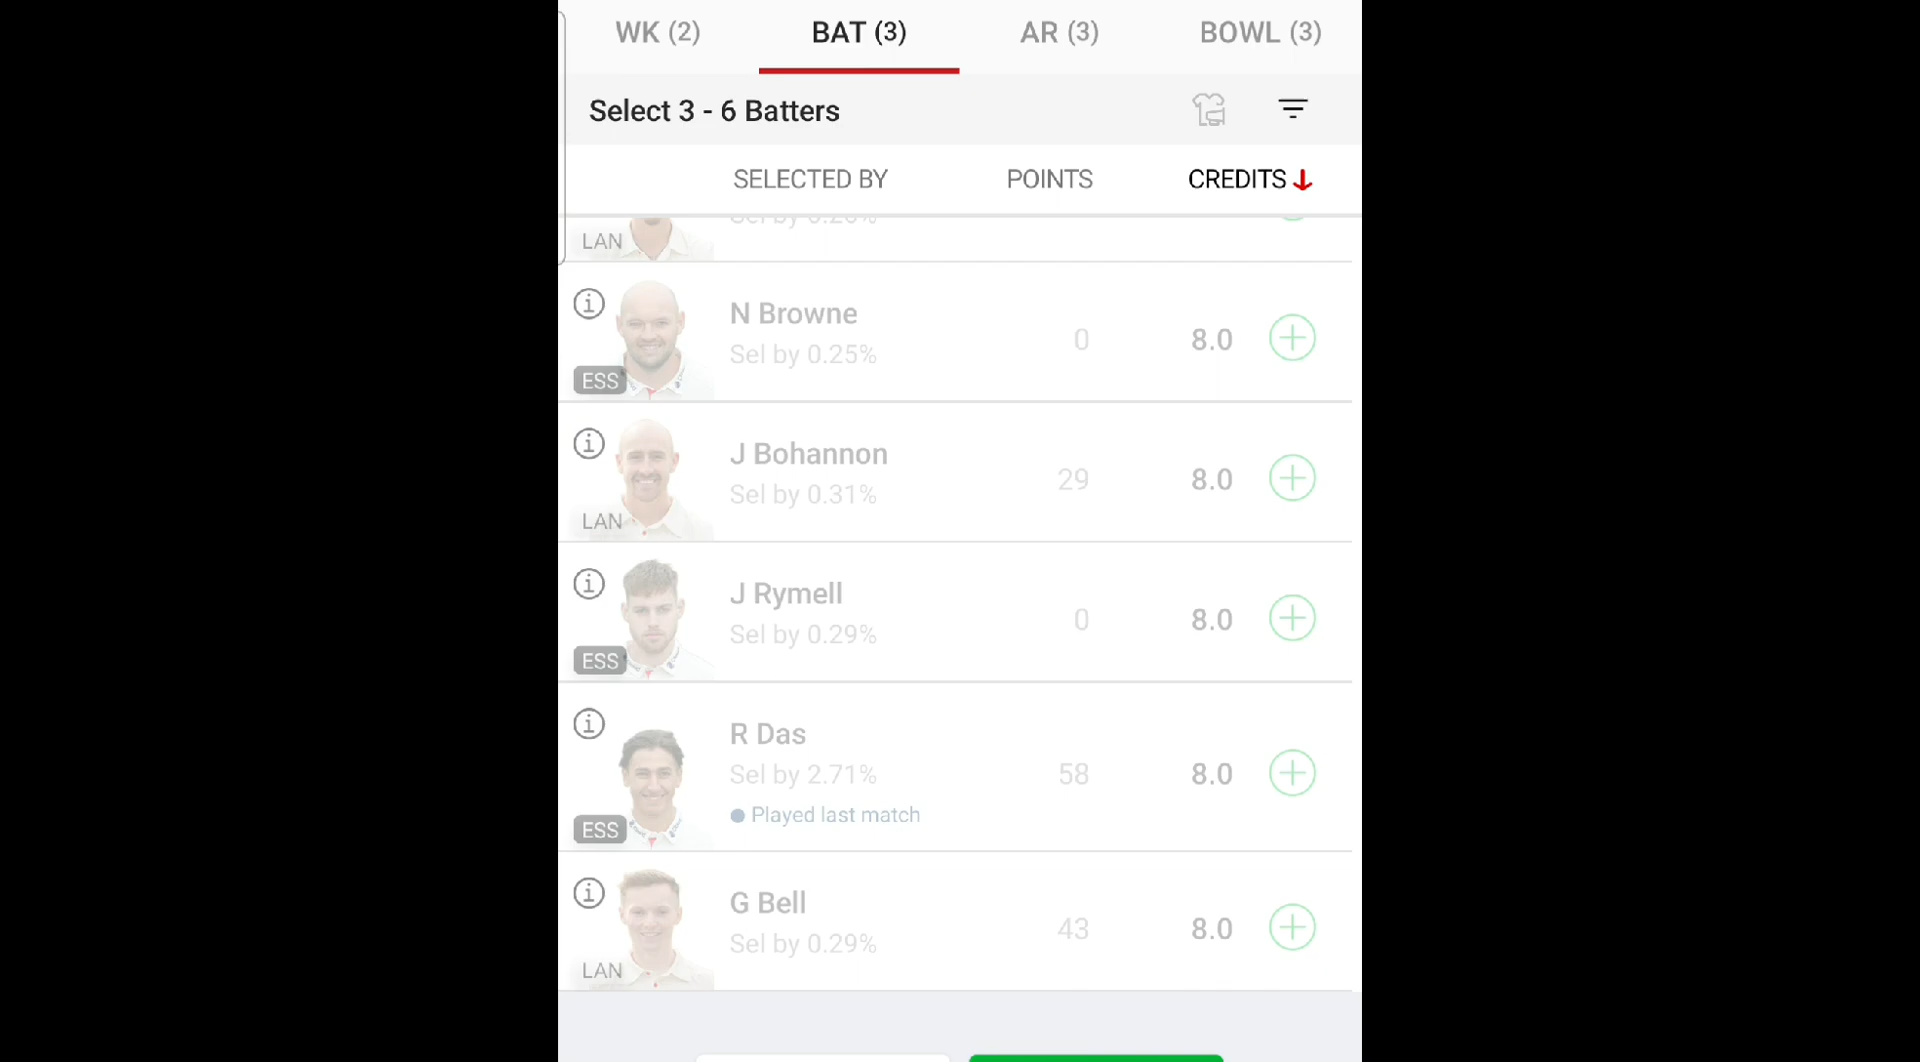 WK (2) BAT (3) AR (3) BOWL (3)
Select 3 - 6 Batters
SELECTED BY POINTS CREDITS
LAN
N Browne
Sel by 0.25%
0 8.0
ESS
J Bohannon
Sel by 0.31%
29 8.0
LAN
J Rymell
Sel by 0.29%
0 8.0
ESS
R Das
Sel by 2.71%
58 8.0
Played last match
ESS
G Bell
Sel by 0.29%
43 8.0
LAN